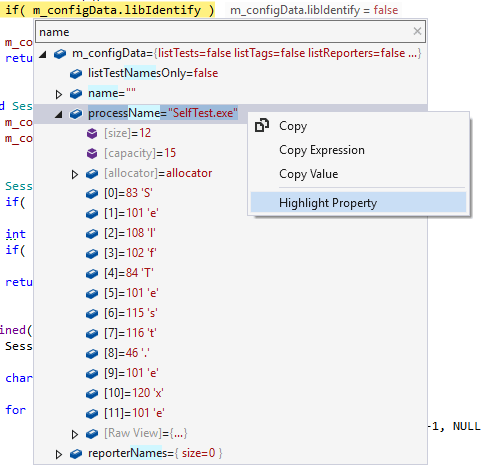 if( m_configData.libIdentify ) m_configData.libIdentify = false
name
m_co
m_configData={listTests=false listTags=false listReporters=false ...}
retu
listTestNamesOnly=false
name=""
d Ses
processName="SelfTest.exe"
m_co
[size]=12
Copy
m_co
[capacity]=15
Copy Expression
[allocator]=allocator
Copy Value
Sess
[0]=83 'S'
if(
[1]=101 'e'
Highlight Property
int
[2]=108 'l'
if(
[3]=102 'f'
[4]=84 'T'
retu
[5]=101 'e'
[6]=115 's'
ined(
[7]=116 't'
Sess
[8]=46 '.'
char
[9]=101 'e'
[10]=120 'x'
for
[11]=101 'e'
-1, NULL
[Raw View]={...}
reporterNames={ size=0 }